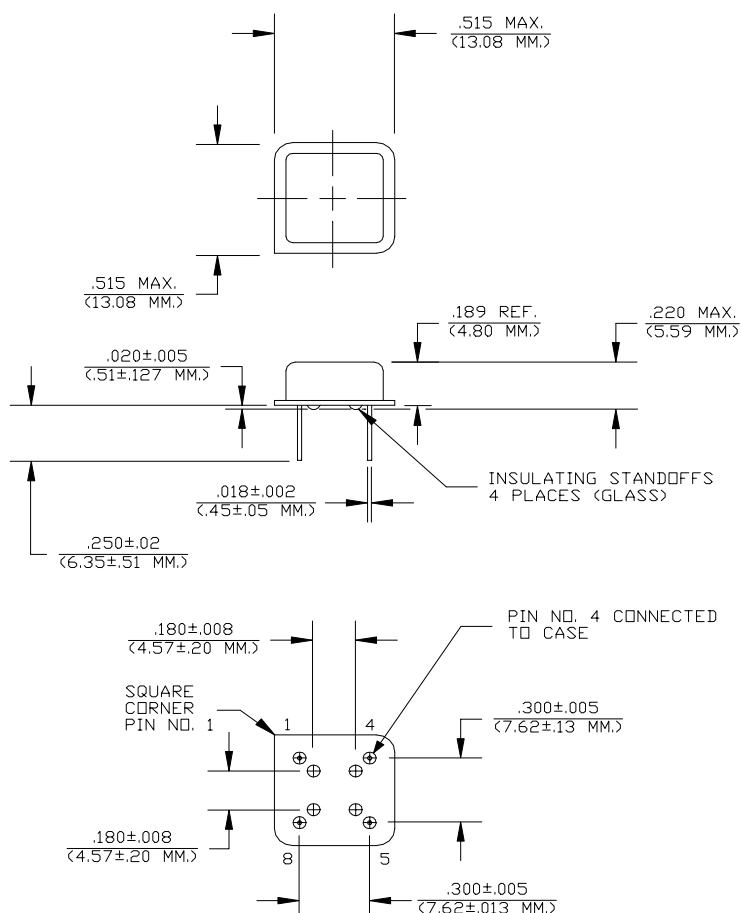 .515 MAX.
(13.08 MM.)
.515 MAX.
(13.08 MM.)
.189 REF.
(4.80 MM.)
.220 MAX.
(5.59 MM.)
.020±.005
(.51±.127 MM.)
INSULATING STANDOFFS
4 PLACES (GLASS)
.018±.002
(.45±.05 MM.)
.250±.02
(6.35±.51 MM.)
PIN NO. 4 CONNECTED
TO CASE
.180±.008
(4.57±.20 MM.)
SQUARE
CORNER
PIN NO. 1
1
4
.300±.005
(7.62±.13 MM.)
.180±.008
(4.57±.20 MM.)
8
5
.300±.005
(7.62±.013 MM.)